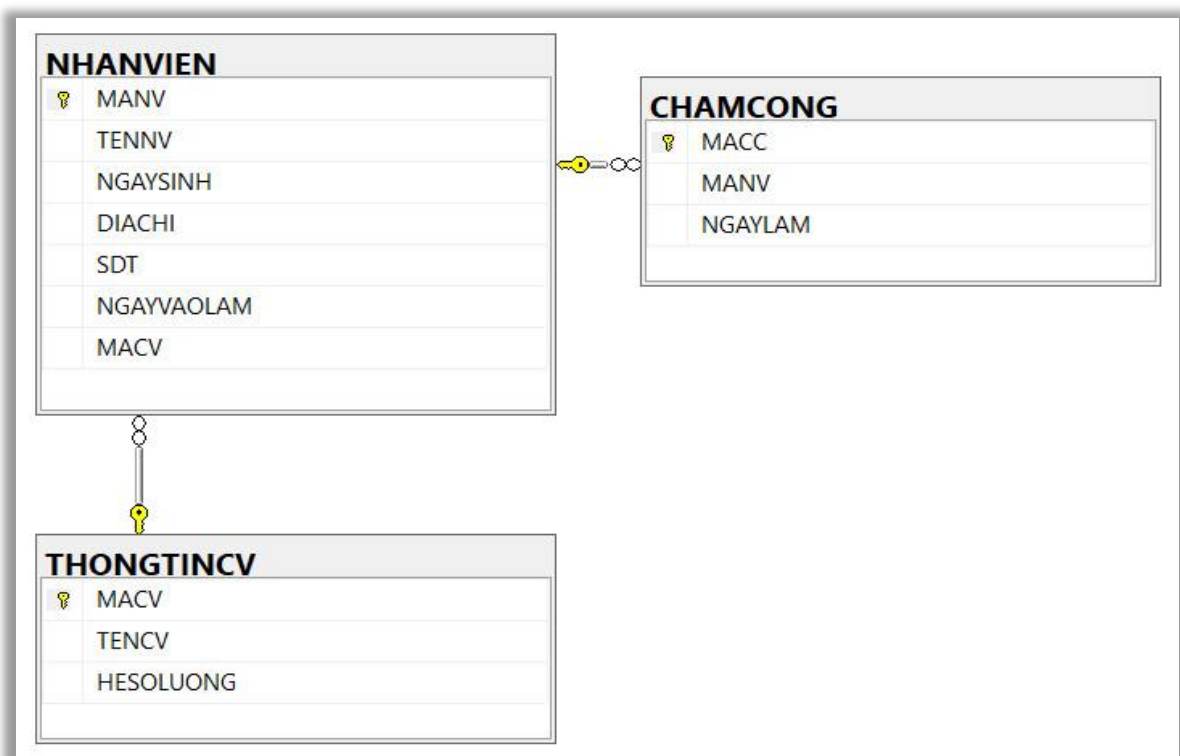 NHANVIEN
MANV
TENNV
NGAYSINH
DIACHI
SDT
NGAYVAOLAM
MACV
CHAMCONG
MACC
MANV
NGAYLAM
THONGTINCV
MACV
TENCV
HESOLUONG